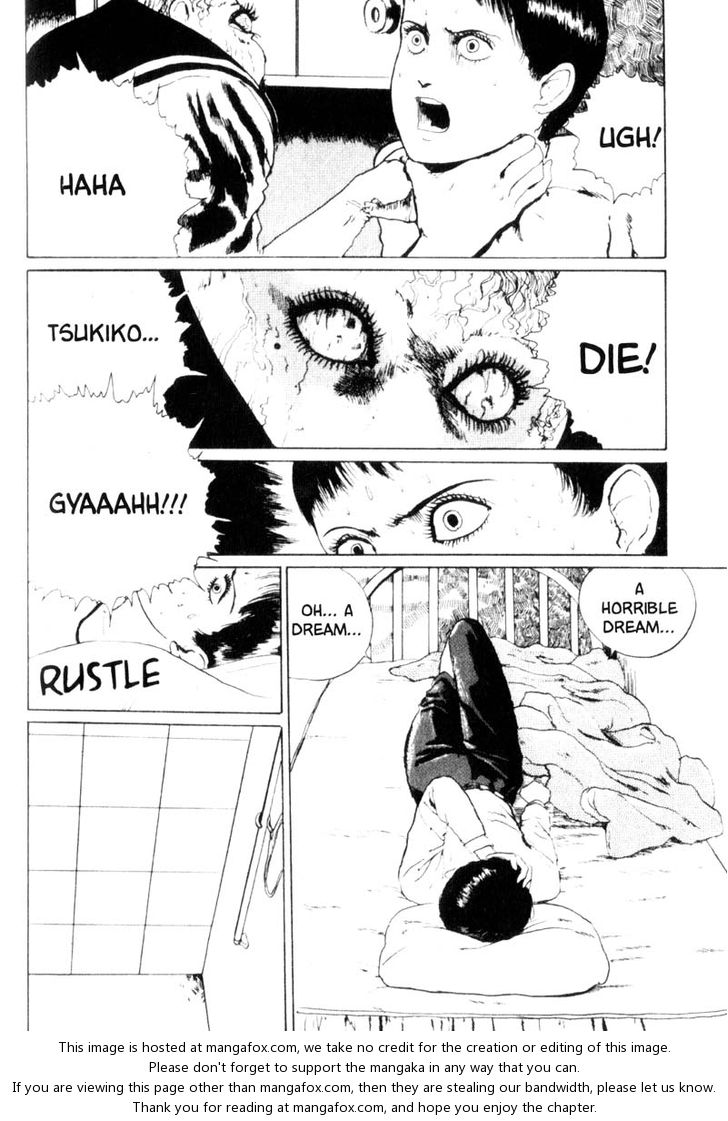 UGH!
HAHA
TSUKIKO...
DIE!
GYAAAHH!!!
RUSTLE
OH... A
DREAM...
A
HORRIBLE
DREAM...
This image is hosted at mangafox.com, we take no credit for the creation or editing of this image.
Please don't forget to support the mangaka in any way that you can.
If you are viewing this page other than mangafox.com, then they are stealing our bandwidth, please let us know.
Thank you for reading at mangafox.com, and hope you enjoy the chapter.